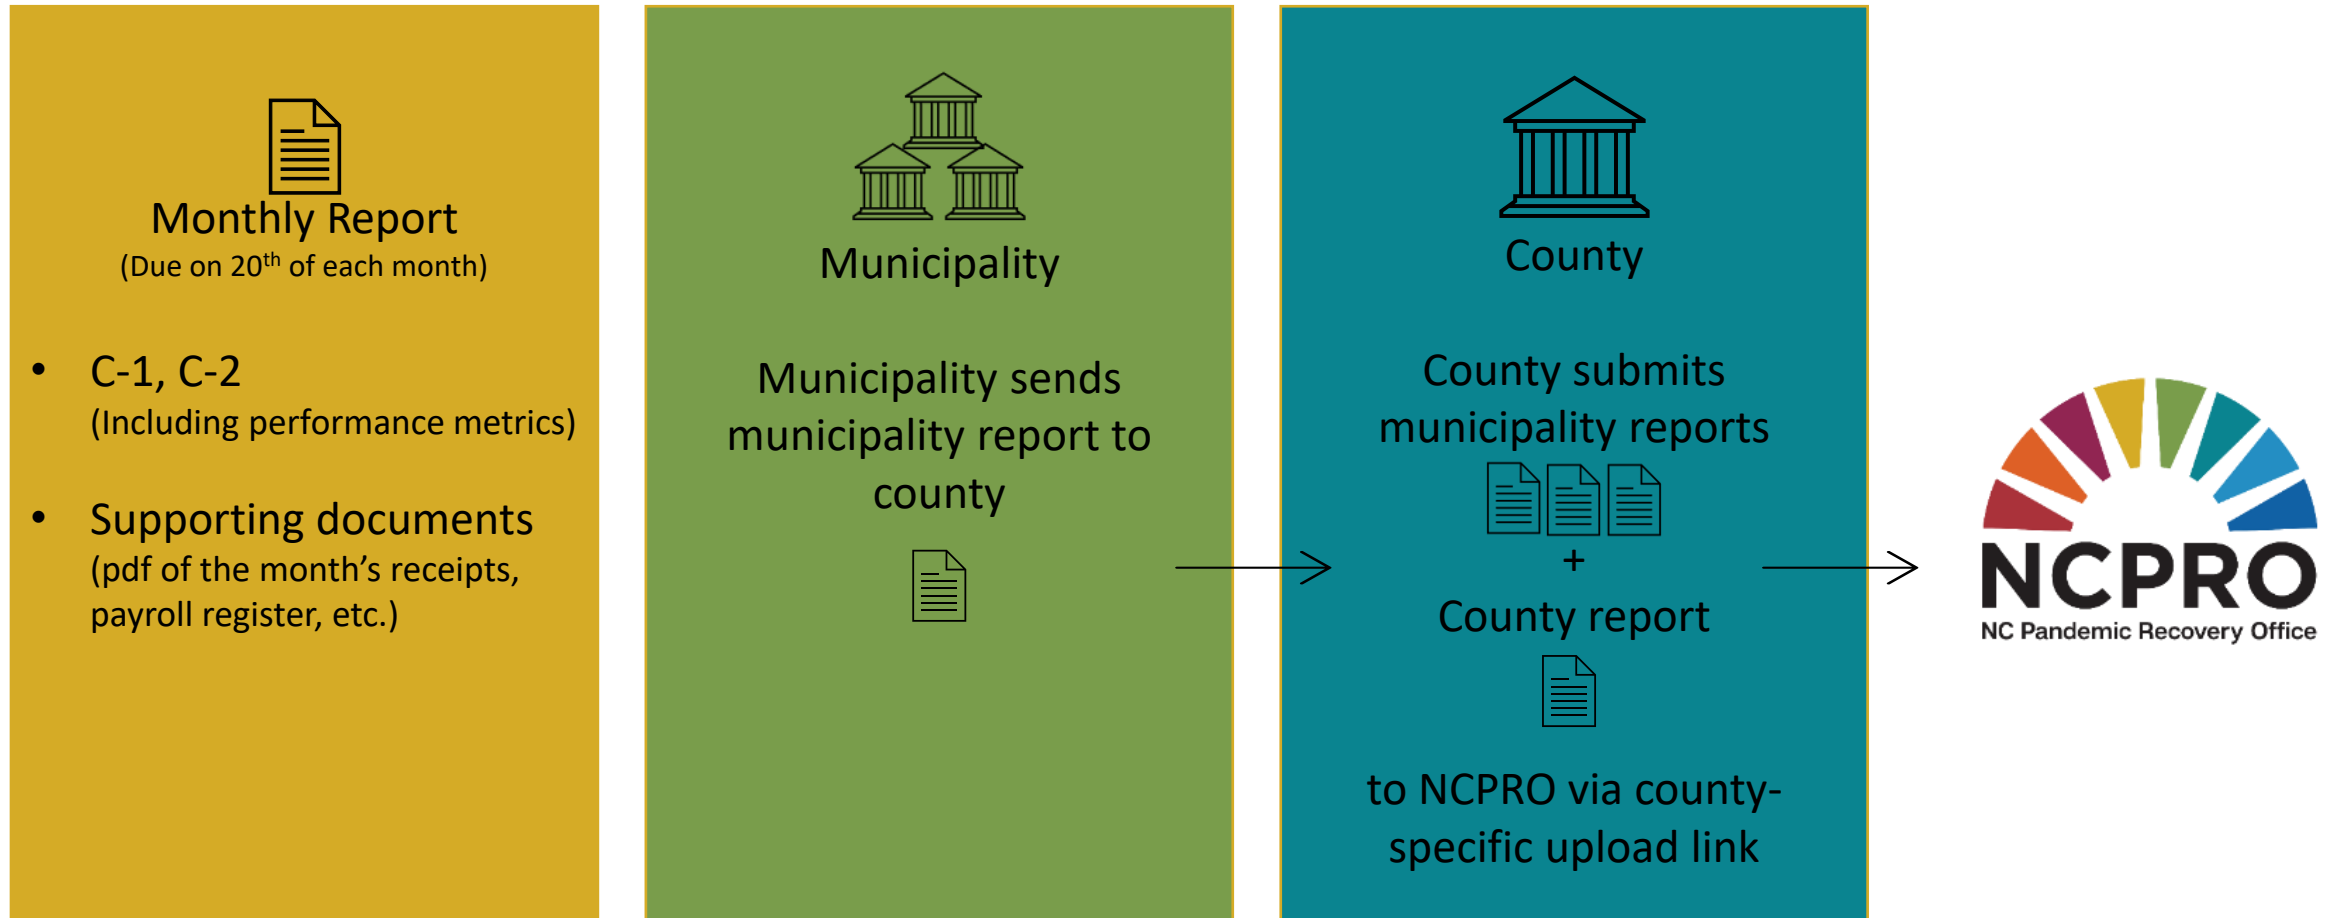 Monthly Report
(Due on 20th of each month)
• C-1, C-2
(Including performance metrics)
• Supporting documents
(pdf of the month’s receipts,
payroll register, etc.)
Municipality
Municipality sends
municipality report to
county
County
County submits
municipality reports
+
County report
to NCPRO via county-
specific upload link
NCPRO
NC Pandemic Recovery Office